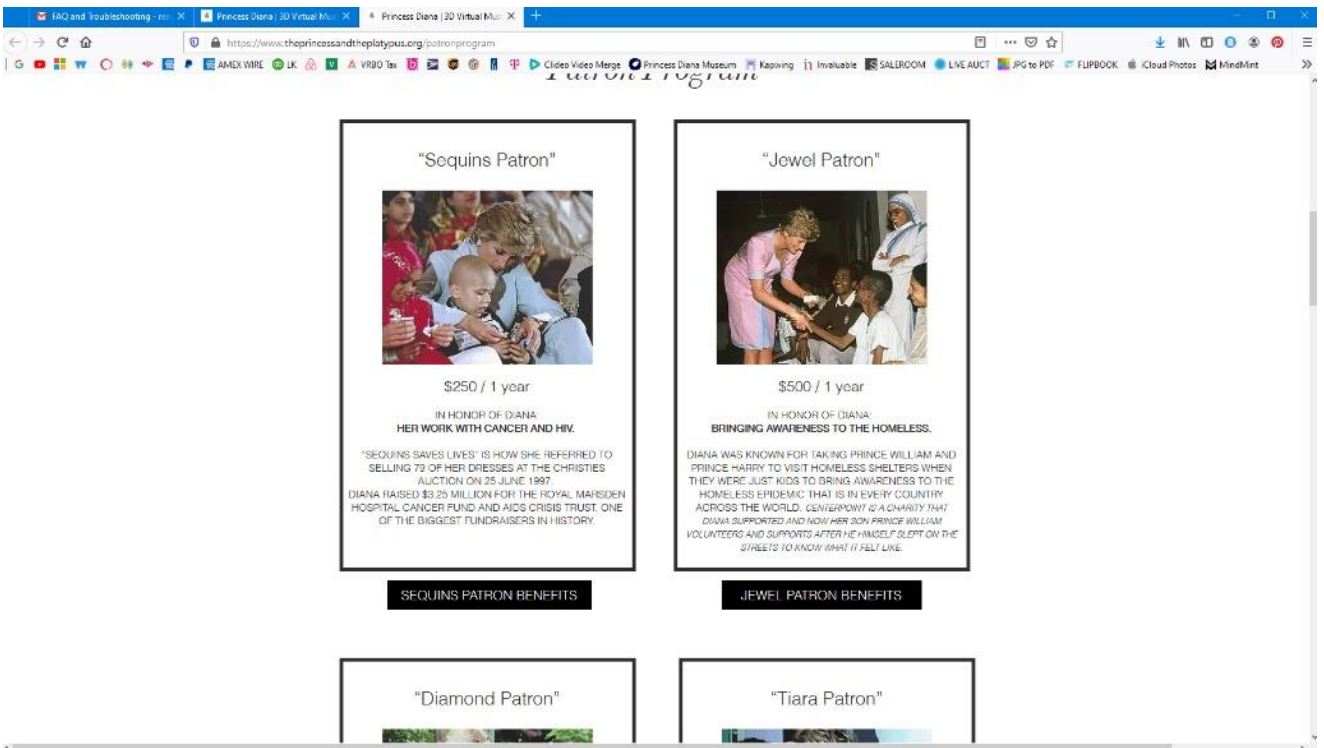 FAQ and Troubleshooting - ren
Princess Diana | 3D Virtual Mus
Princess Diana | 3D Virtual Mus
https://www.theprincessandtheplatypus.org/patronprogram
AMEX WIRE LK VRBO Tax Clideo Video Merge Princess Diana Museum Kapwing Invaluable SALEROOM LIVE AUCT JPG to PDF FLIPBOOK iCloud Photos MindMint
Patron Program
“Sequins Patron”
$250 / 1 year
IN HONOR OF DIANA:
HER WORK WITH CANCER AND HIV.
“SEQUINS SAVES LIVES” IS HOW SHE REFERRED TO
SELLING 79 OF HER DRESSES AT THE CHRISTIES
AUCTION ON 25 JUNE 1997.
DIANA RAISED $3.25 MILLION FOR THE ROYAL MARSDEN
HOSPITAL CANCER FUND AND AIDS CRISIS TRUST. ONE
OF THE BIGGEST FUNDRAISERS IN HISTORY.
SEQUINS PATRON BENEFITS
“Jewel Patron”
$500 / 1 year
IN HONOR OF DIANA:
BRINGING AWARENESS TO THE HOMELESS.
DIANA WAS KNOWN FOR TAKING PRINCE WILLIAM AND
PRINCE HARRY TO VISIT HOMELESS SHELTERS WHEN
THEY WERE JUST KIDS TO BRING AWARENESS TO THE
HOMELESS EPIDEMIC THAT IS IN EVERY COUNTRY
ACROSS THE WORLD. CENTERPOINT IS A CHARITY THAT
DIANA SUPPORTED AND NOW HER SON PRINCE WILLIAM
VOLUNTEERS AND SUPPORTS AFTER HE HIMSELF SLEPT ON THE
STREETS TO KNOW WHAT IT FELT LIKE.
JEWEL PATRON BENEFITS
“Diamond Patron”
“Tiara Patron”